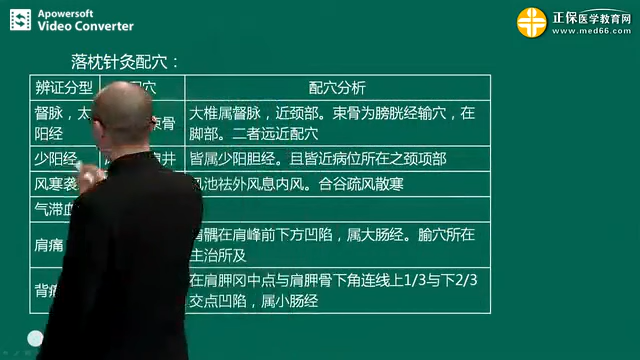 Apowersoft
Video Converter
正保医学教育网
www.med66.com
落枕针灸配穴：
辨证分型
配穴分析
督脉，太
阳经
束骨
大椎属督脉，近颈部。束骨为膀胱经输穴，在
脚部。二者远近配穴
少阳经
井
皆属少阳胆经。且皆近病位所在之颈项部
风寒袭
风池祛外风息内风。合谷疏风散寒
气滞血
肩痛
肩髃在肩峰前下方凹陷，属大肠经。腧穴所在
主治所及
背
在肩胛冈中点与肩胛骨下角连线上1/3与下2/3
交点凹陷，属小肠经